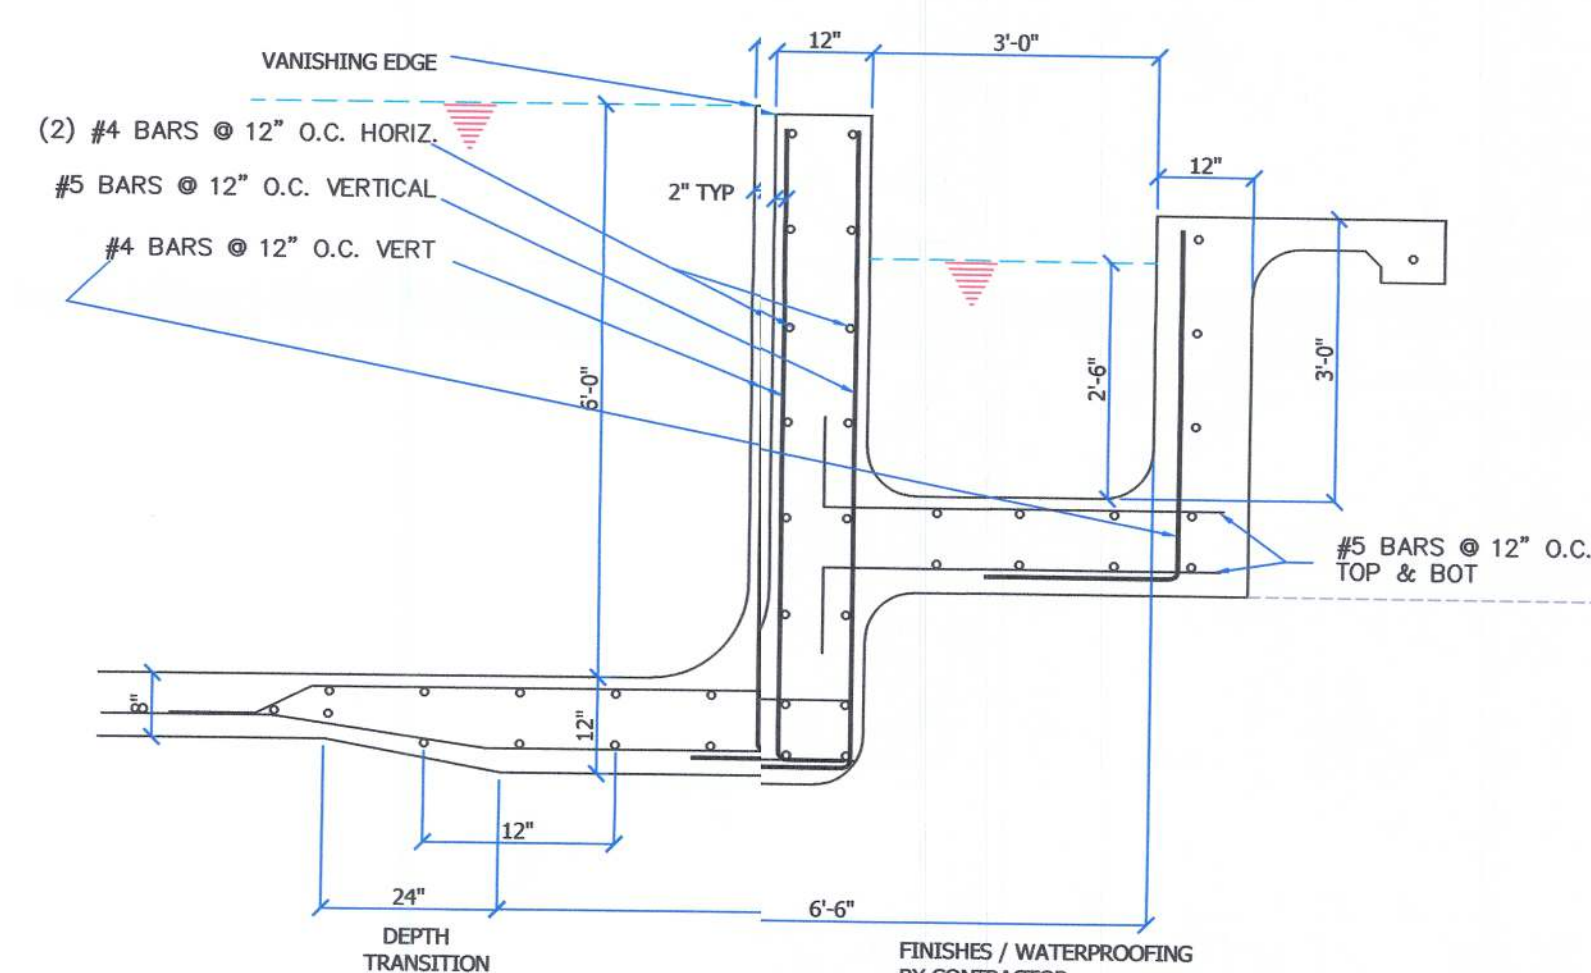 12"
3'-0"
VANISHING EDGE
(2) #4 BARS @ 12" O.C. HORIZ.
#5 BARS @ 12" O.C. VERTICAL
2" TYP
12"
#4 BARS @ 12" O.C. VERT
6'-0"
2'-6"
3'-0"
#5 BARS @ 12" O.C.
TOP & BOT
8"
12"
12"
24"
6'-6"
DEPTH
TRANSITION
FINISHES / WATERPROOFING
BY CONTRACTOR